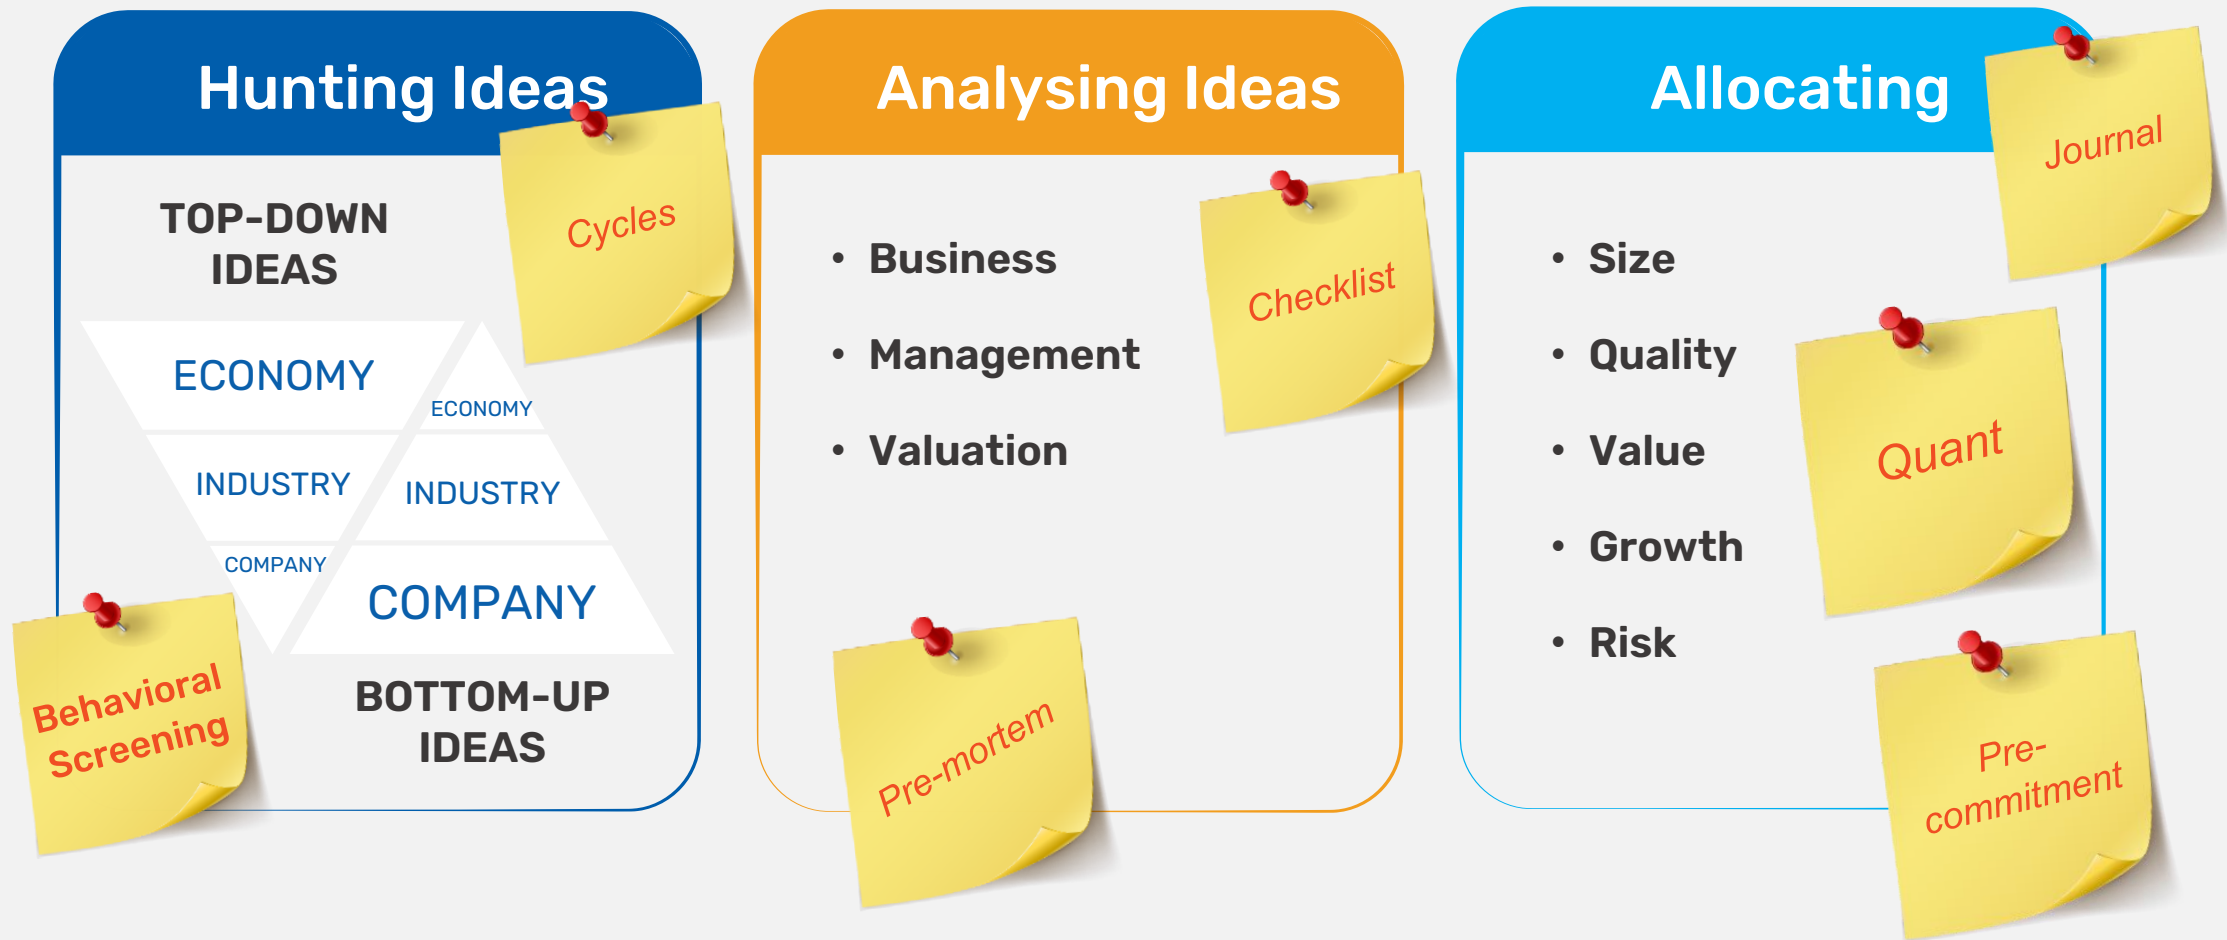 Hunting Ideas
Cycles
TOP-DOWN
IDEAS
ECONOMY
INDUSTRY
COMPANY
ECONOMY
INDUSTRY
COMPANY
BOTTOM-UP
IDEAS
Behavioral
Screening
Analysing Ideas
Checklist
• Business
• Management
• Valuation
Pre-mortem
Allocating
Journal
• Size
• Quality
• Value
• Growth
• Risk
Quant
Pre-
commitment